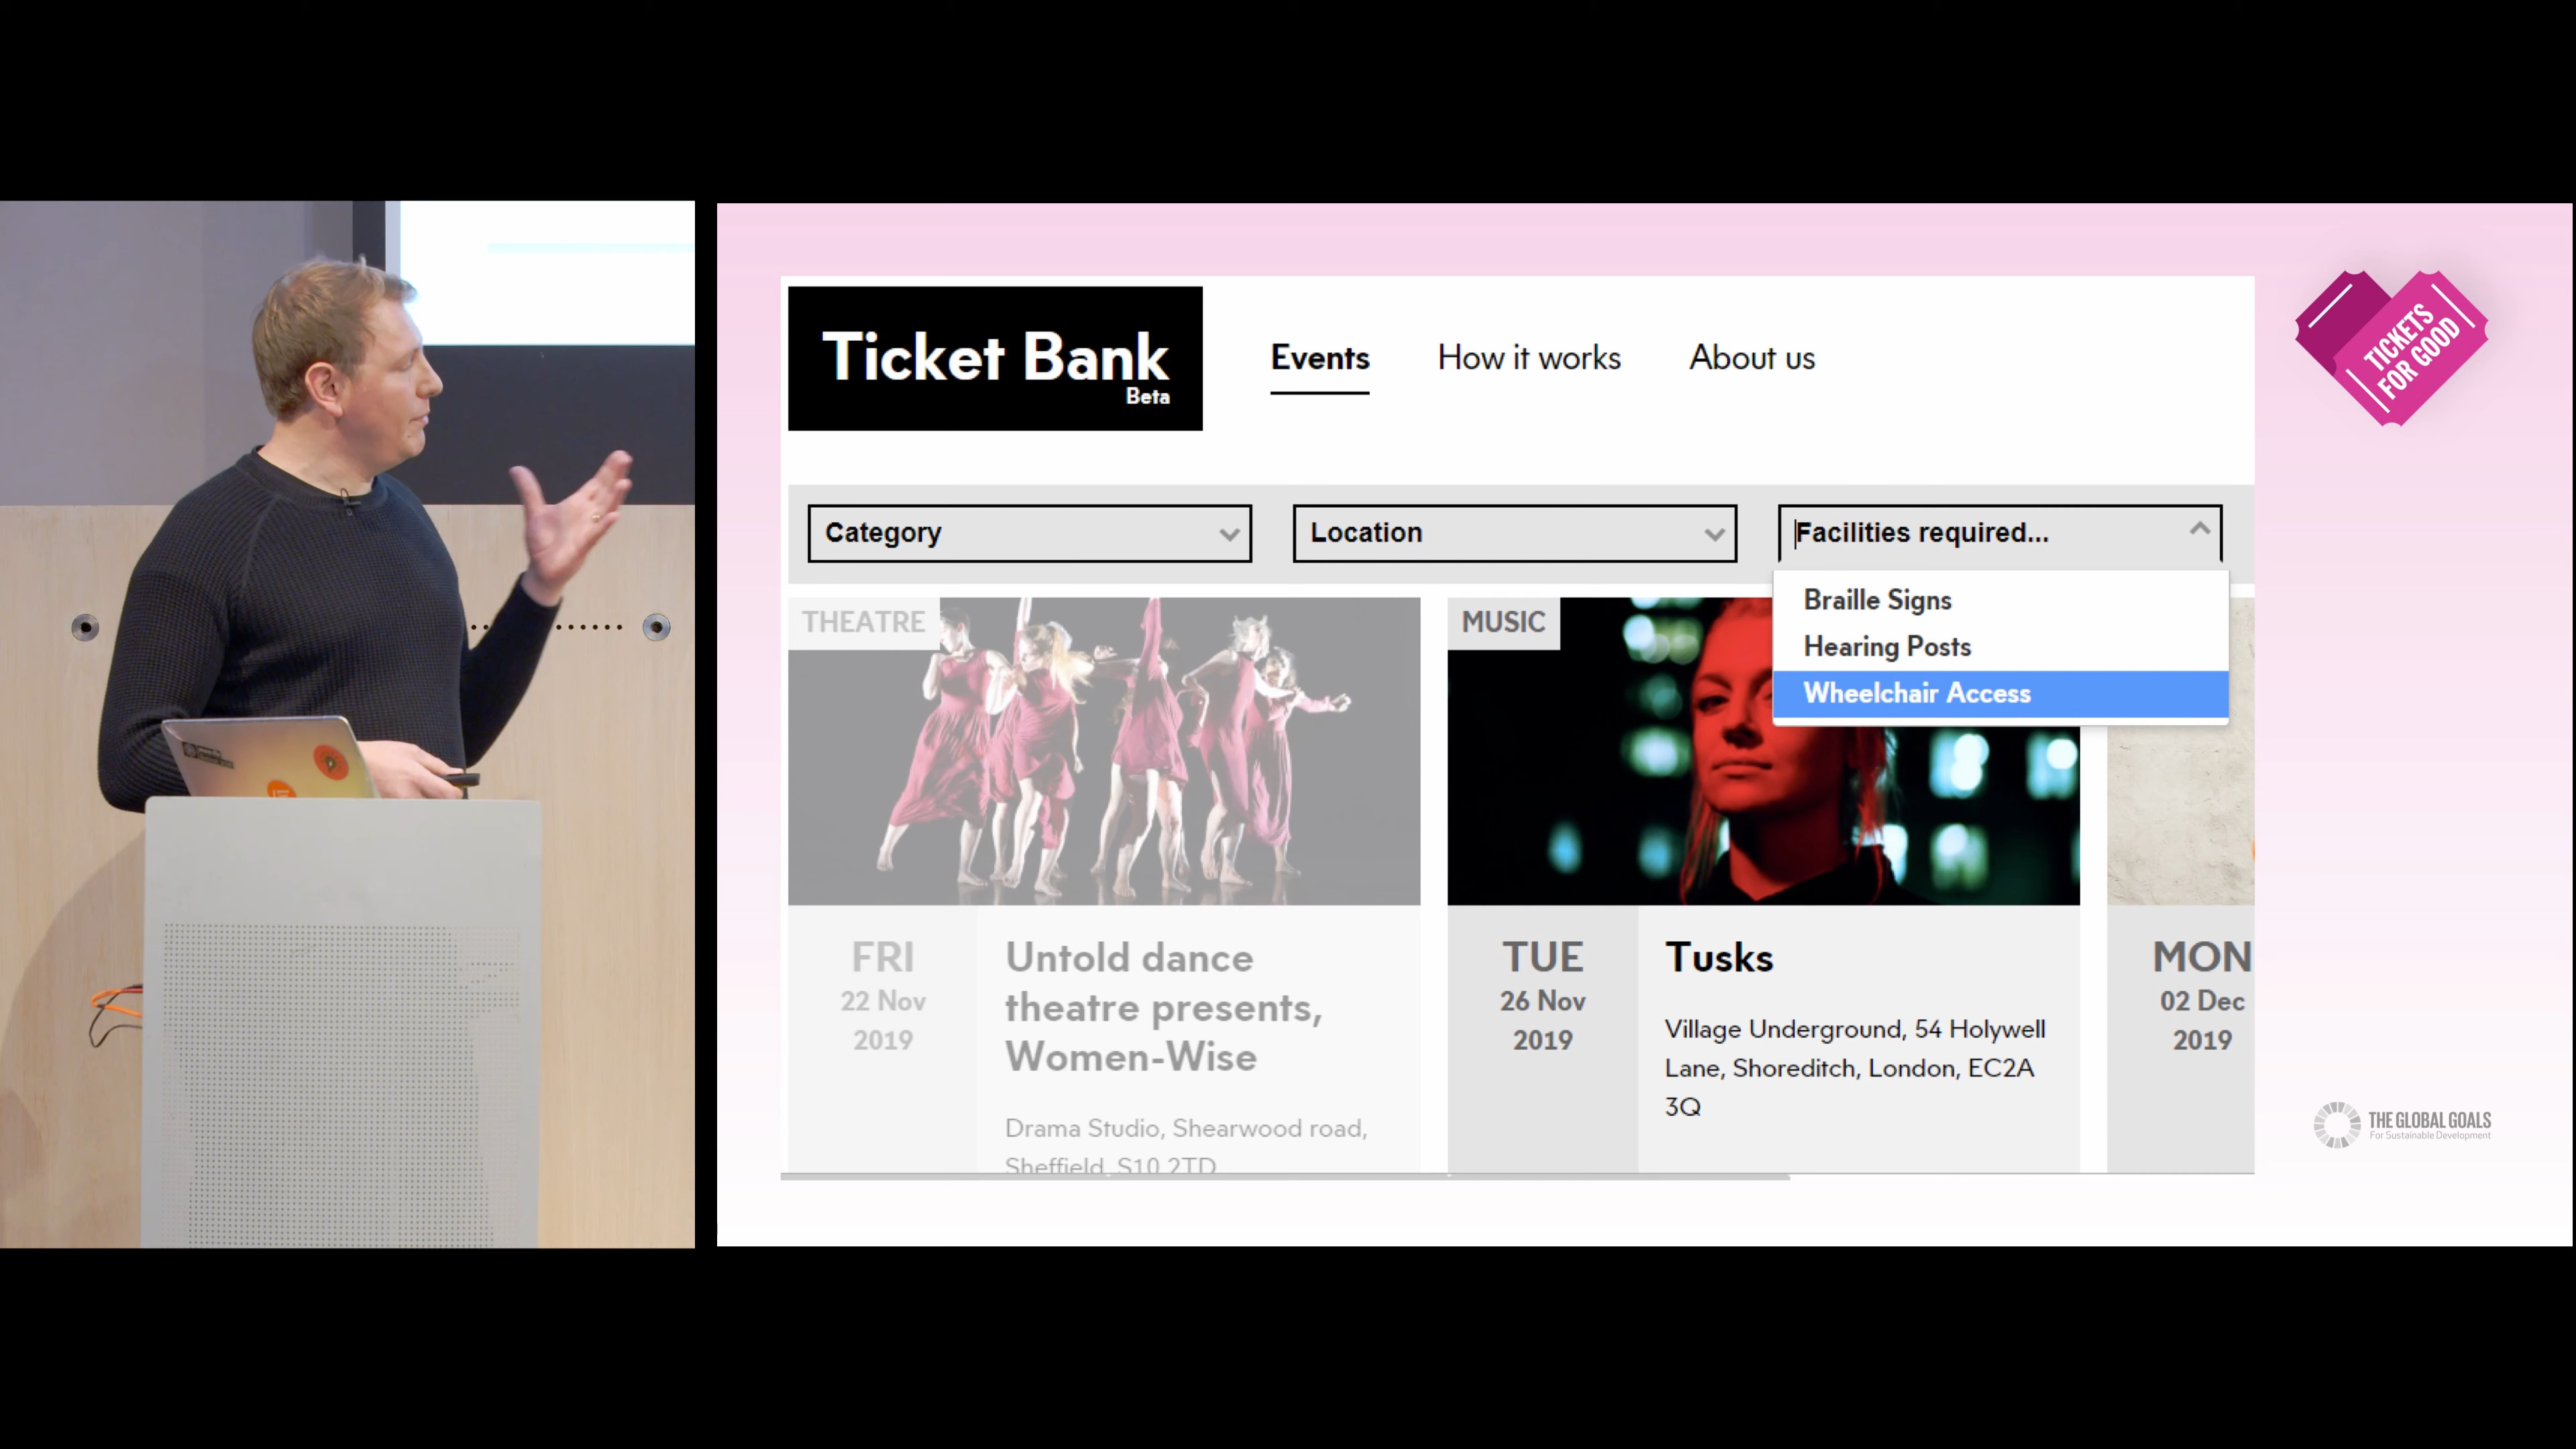 Ticket Bank
Beta
Events
How it works
About us
TICKETS
FOR GOOD
Category
Location
Facilities required...
Braille Signs
Hearing Posts
Wheelchair Access
THEATRE
MUSIC
FRI
22 Nov
2019
Untold dance
theatre presents,
Women-Wise
Drama Studio, Shearwood road,
Sheffield, S10 2TD
TUE
26 Nov
2019
Tusks
Village Underground, 54 Holywell
Lane, Shoreditch, London, EC2A
3Q
MON
02 Dec
2019
THE GLOBAL GOALS
For Sustainable Development